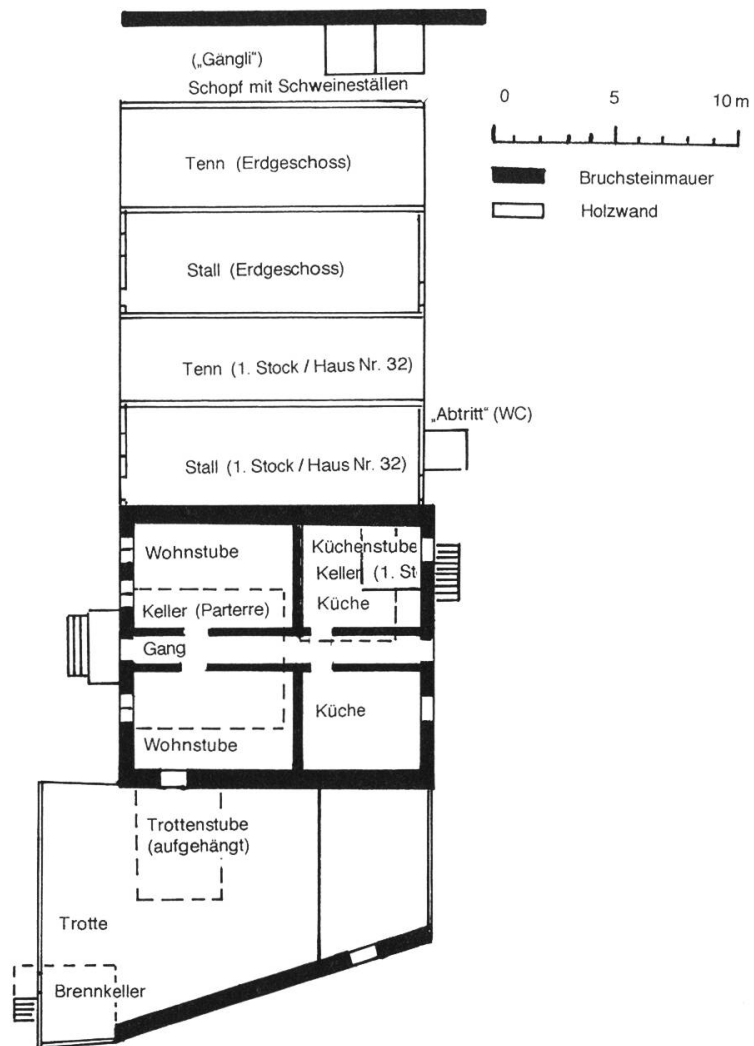 („Gängli")
Schopf mit Schweineställen
0 5 10 m
Bruchsteinmauer
Holzwand
Tenn (Erdgeschoss)
Stall (Erdgeschoss)
Tenn (1. Stock / Haus Nr. 32)
„Abtritt" (WC)
Stall (1. Stock / Haus Nr. 32)
Wohnstube
Küchenstube
Keller (1. St
Keller (Parterre)
Küche
Gang
Küche
Wohnstube
Trottenstube
(aufgehängt)
Trotte
Brennkeller